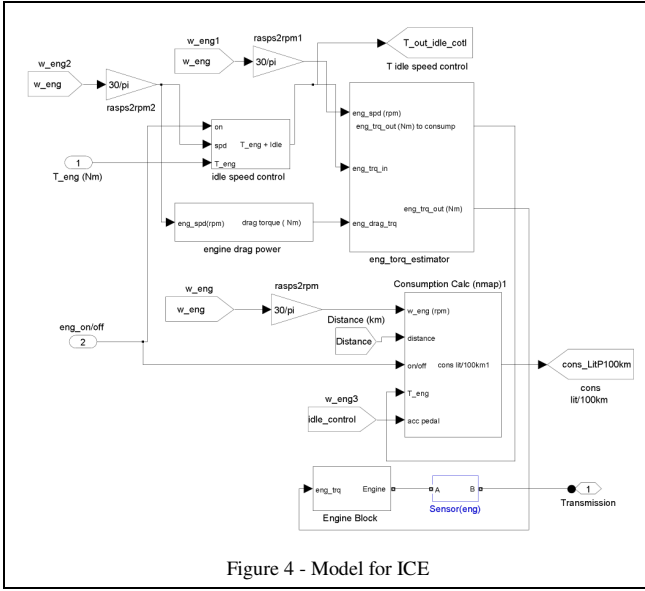 w_eng1
rasps2rpm1
w_eng
30/pi
T_out_idle_cotl
T idle speed control
w_eng2
w_eng
30/pi
rasps2rpm2
on
spd
T_eng
T_eng + Idle
idle speed control
1
T_eng (Nm)
eng_spd (rpm)
eng_trq_out (Nm) to consump
eng_trq_in
eng_trq_out (Nm)
eng_drag_trq
eng_torq_estimator
eng_spd(rpm)
drag torque ( Nm)
engine drag power
w_eng
w_eng
rasps2rpm
30/pi
Consumption Calc (nmap)1
w_eng (rpm)
distance
on/off
cons lit/100km1
T_eng
acc pedal
Distance (km)
Distance
eng_on/off
2
w_eng3
idle_control
cons_LitP100km
cons
lit/100km
eng_trq
Engine
Engine Block
A
B
Sensor(eng)
1
Transmission
Figure 4 - Model for ICE